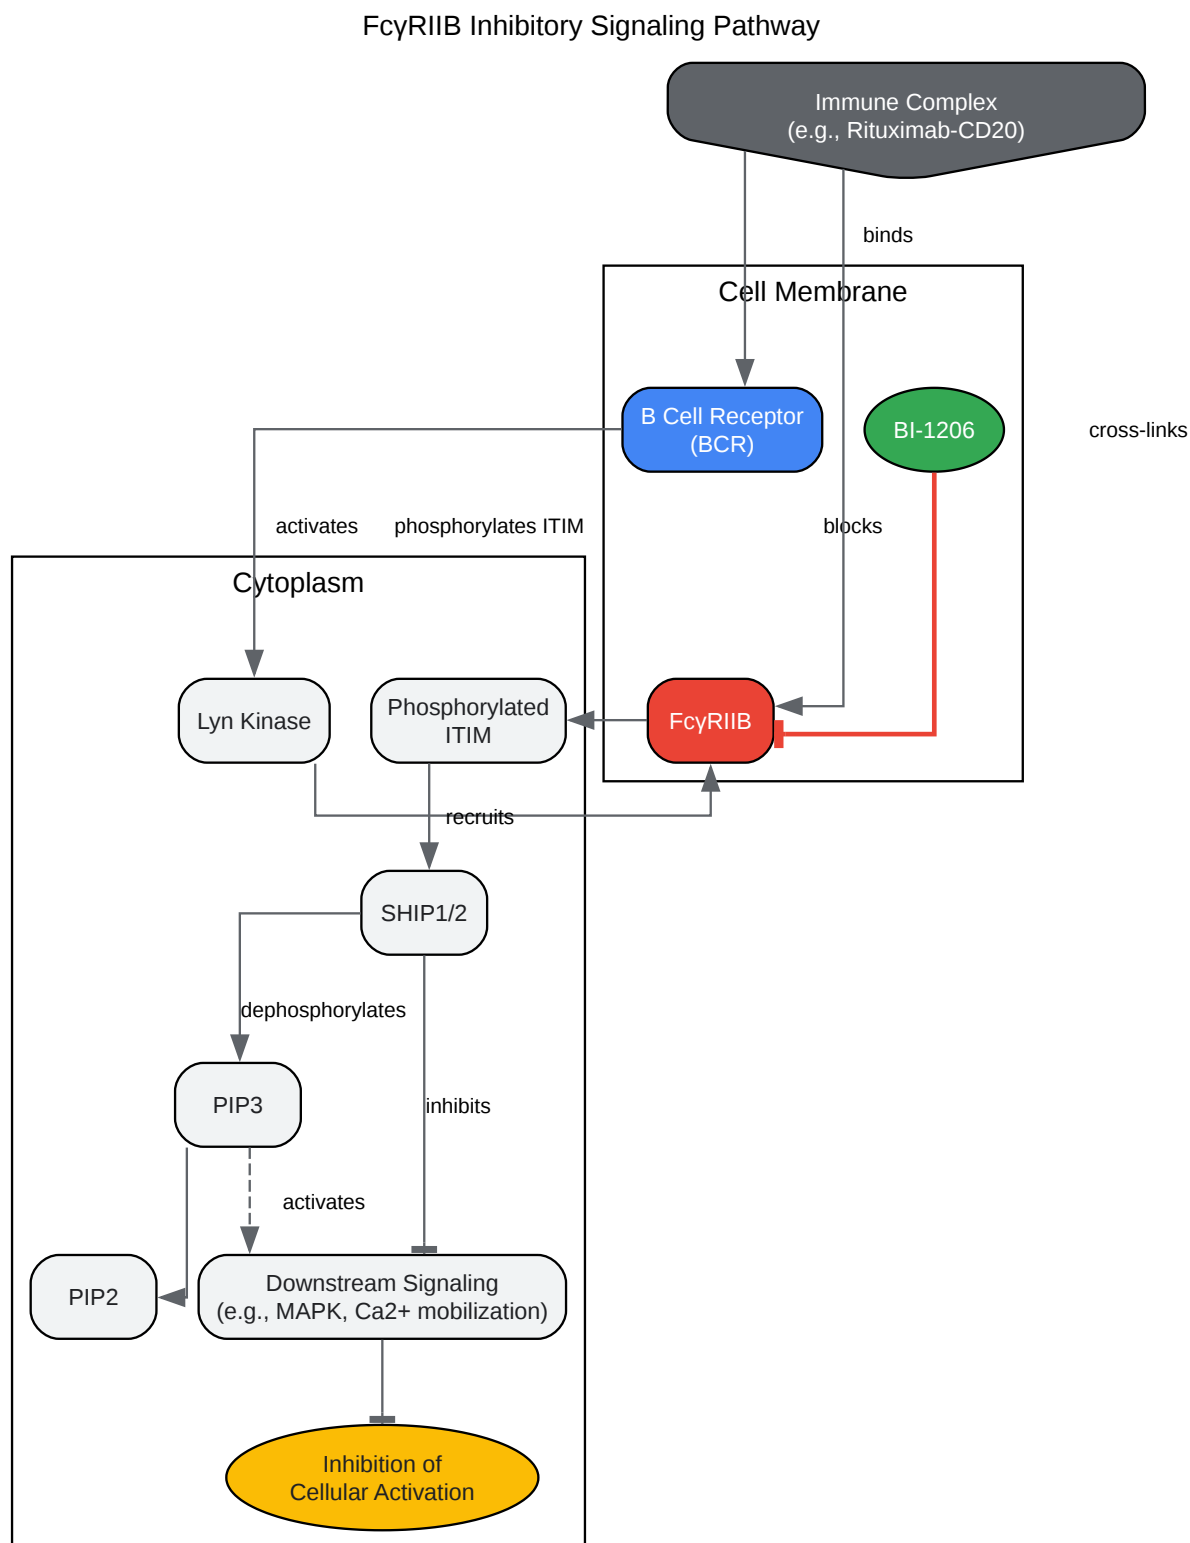 FcγRIIB Inhibitory Signaling Pathway
Immune Complex
(e.g., Rituximab-CD20)
binds
Cell Membrane
B Cell Receptor
(BCR)
BI-1206
cross-links
activates
phosphorylates ITIM
blocks
Cytoplasm
Lyn Kinase
Phosphorylated
ITIM
FcγRIIB
recruits
SHIP1/2
dephosphorylates
PIP3
inhibits
activates
PIP2
Downstream Signaling
(e.g., MAPK, Ca2+ mobilization)
Inhibition of
Cellular Activation